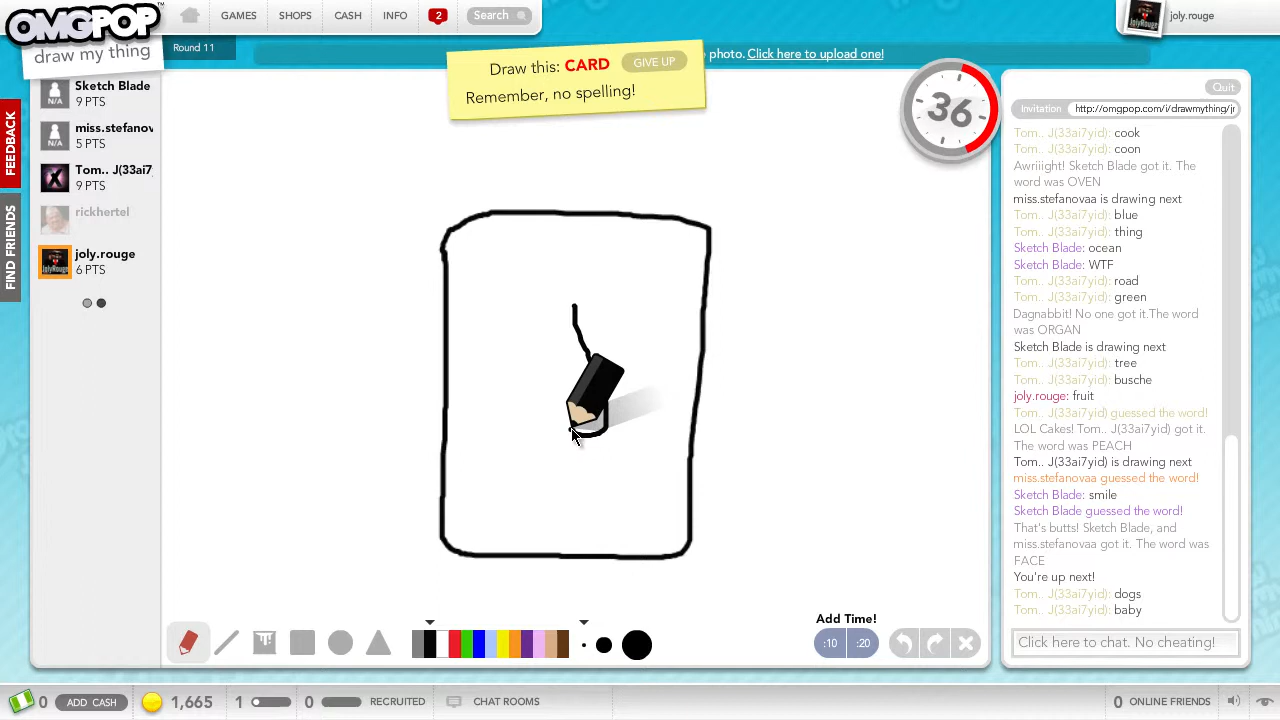 OMGPOP™
GAMES
SHOPS
CASH
INFO
2
Search
joly.rouge
draw my thing
Round 11
photo. Click here to upload one!
Draw this: CARD
GIVE UP
Remember, no spelling!
36
FEEDBACK
FIND FRIENDS
N/A
Sketch Blade
9 PTS
N/A
miss.stefanov
5 PTS
Tom.. J(33ai7
9 PTS
rickhertel
joly.rouge
6 PTS
Quit
Invitation http://omgpop.com/i/drawmything/j
Tom.. J(33ai7yid): cook
Tom.. J(33ai7yid): coon
Awriiight! Sketch Blade got it. The
word was OVEN
miss.stefanovaa is drawing next
Tom.. J(33ai7yid): blue
Tom.. J(33ai7yid): thing
Sketch Blade: ocean
Sketch Blade: WTF
Tom.. J(33ai7yid): road
Tom.. J(33ai7yid): green
Dagnabbit! No one got it.The word
was ORGAN
Sketch Blade is drawing next
Tom.. J(33ai7yid): tree
Tom.. J(33ai7yid): busche
joly.rouge: fruit
Tom.. J(33ai7yid) guessed the word!
LOL Cakes! Tom.. J(33ai7yid) got it.
The word was PEACH
Tom.. J(33ai7yid) is drawing next
miss.stefanovaa guessed the word!
Sketch Blade: smile
Sketch Blade guessed the word!
That's butts! Sketch Blade, and
miss.stefanovaa got it. The word was
FACE
You're up next!
Tom.. J(33ai7yid): dogs
Tom.. J(33ai7yid): baby
Click here to chat. No cheating!
Add Time!
:10
:20
0
ADD CASH
1,665
1
0
RECRUITED
CHAT ROOMS
0 ONLINE FRIENDS